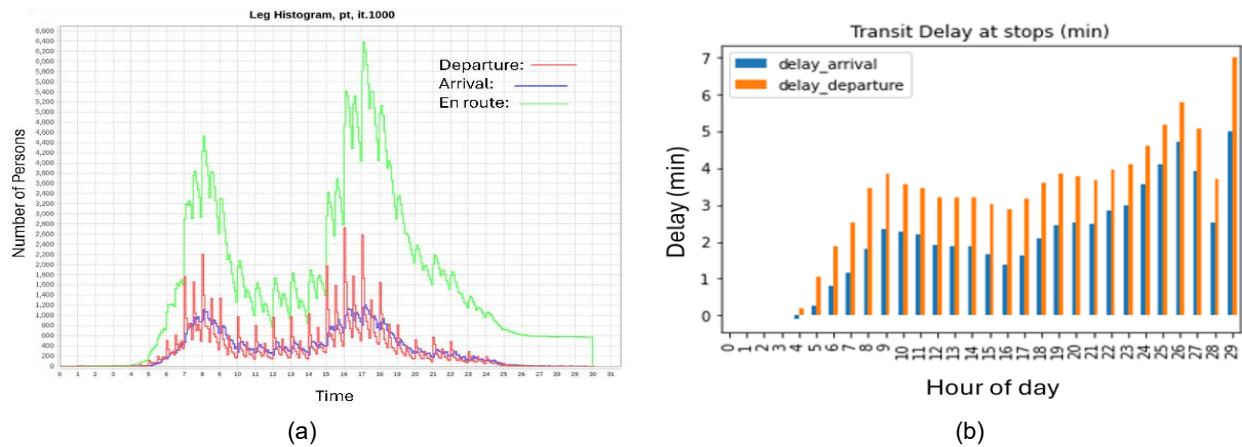 Leg Histogram, pt, it.1000
Number of Persons
6,600
6,400
6,200
6,000
5,800
5,600
5,400
5,200
5,000
4,800
4,600
4,400
4,200
4,000
3,800
3,600
3,400
3,200
3,000
2,800
2,600
2,400
2,200
2,000
1,800
1,600
1,400
1,200
1,000
800
600
400
200
0
Departure:
Arrival:
En route:
0 1 2 3 4 5 6 7 8 9 10 11 12 13 14 15 16 17 18 19 20 21 22 23 24 25 26 27 28 29 30 31
Time
(a)
Transit Delay at stops (min)
delay_arrival
delay_departure
Delay (min)
7
6
5
4
3
2
1
0
0 1 2 3 4 5 6 7 8 9 10 11 12 13 14 15 16 17 18 19 20 21 22 23 24 25 26 27 28 29
Hour of day
(b)